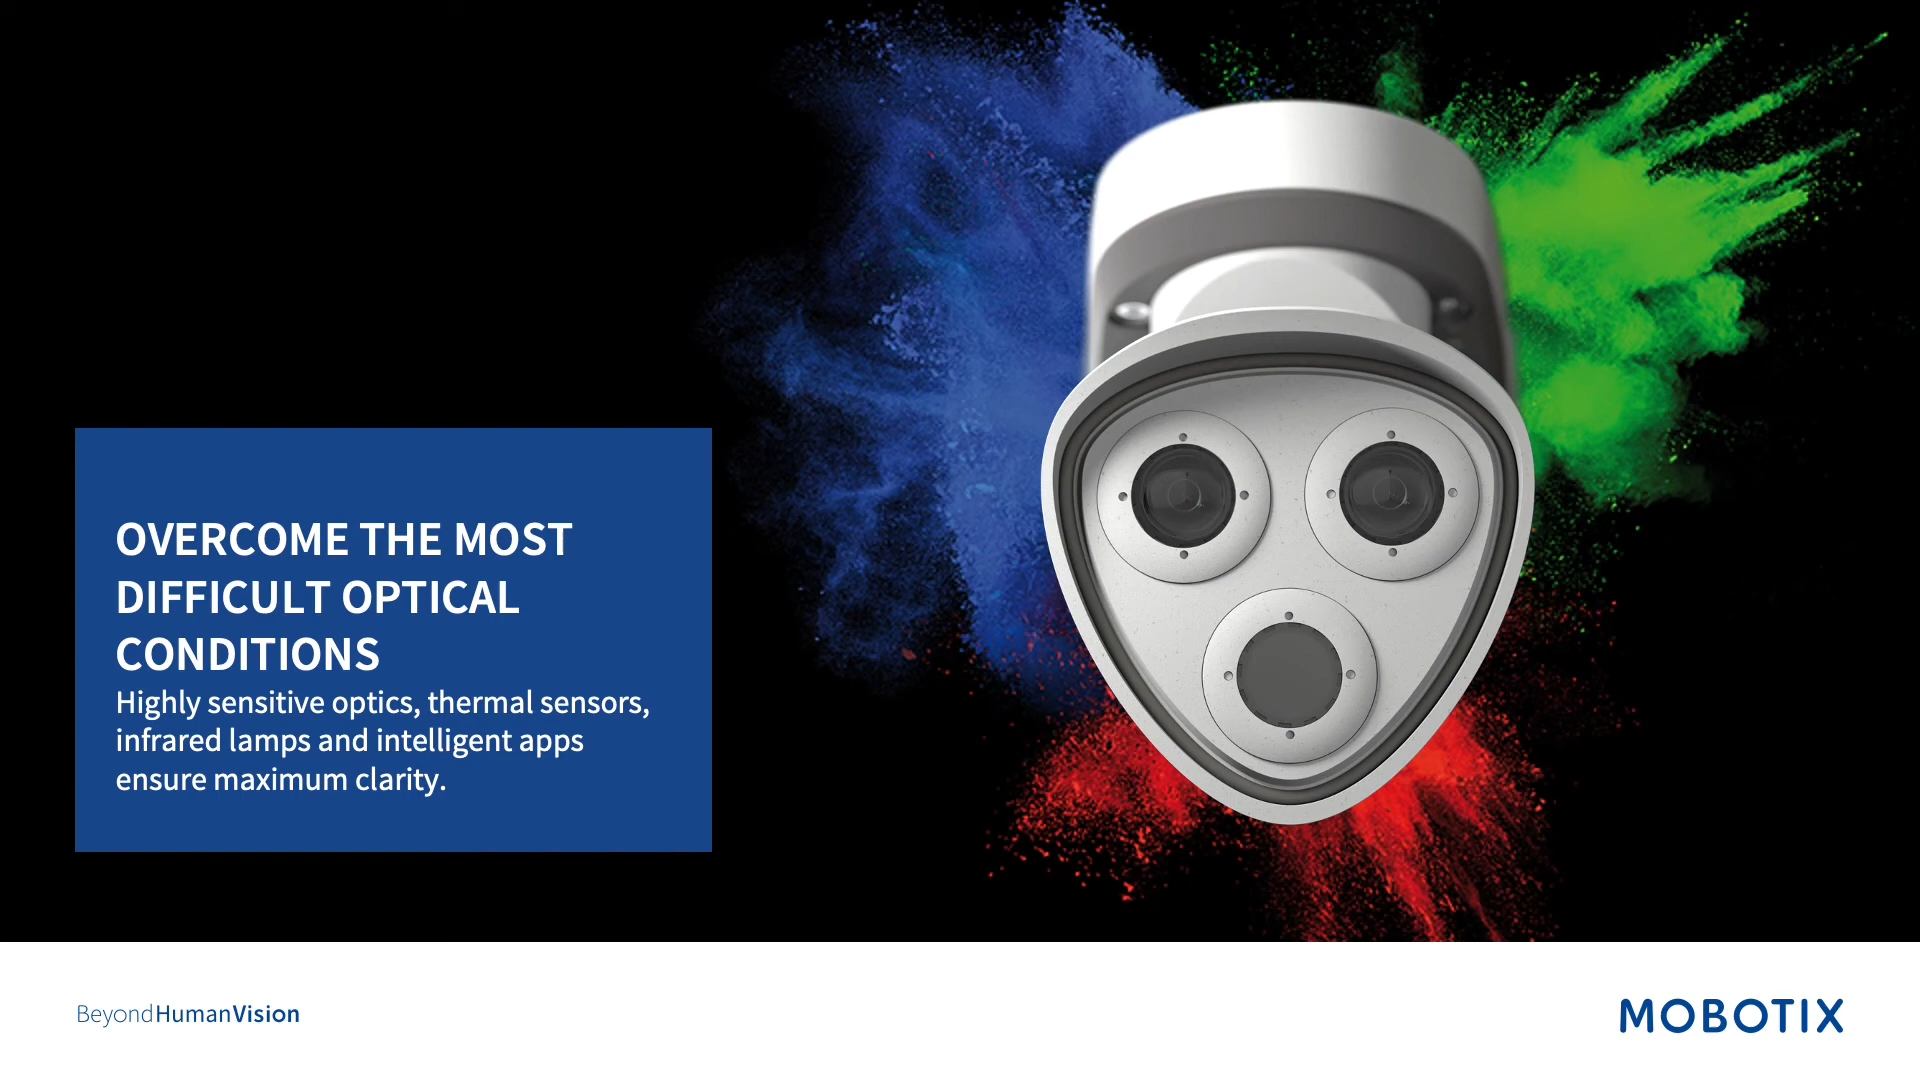 OVERCOME THE MOST
DIFFICULT OPTICAL
CONDITIONS
Highly sensitive optics, thermal sensors,
infrared lamps and intelligent apps
ensure maximum clarity.
BeyondHumanVision
MOBOTIX